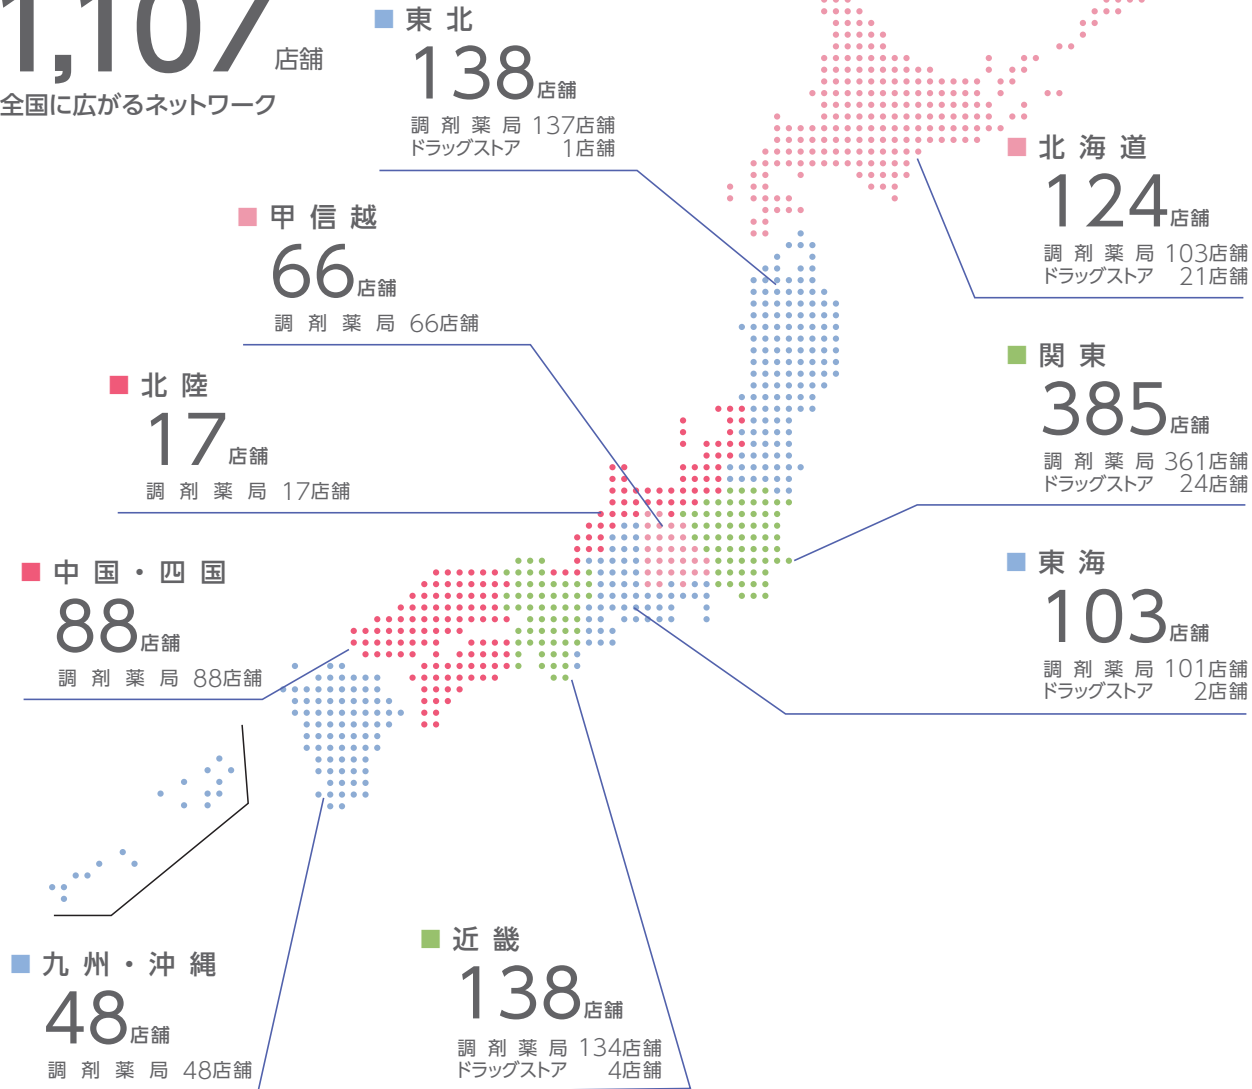 1,107店舗
全国に広がるネットワーク
東北
138店舗
調剤薬局 137店舗
ドラッグストア 1店舗
北海道
124店舗
調剤薬局 103店舗
ドラッグストア 21店舗
甲信越
66店舗
調剤薬局 66店舗
関東
385店舗
調剤薬局 361店舗
ドラッグストア 24店舗
北陸
17店舗
調剤薬局 17店舗
東海
103店舗
調剤薬局 101店舗
ドラッグストア 2店舗
中国・四国
88店舗
調剤薬局 88店舗
近畿
138店舗
調剤薬局 134店舗
ドラッグストア 4店舗
九州・沖縄
48店舗
調剤薬局 48店舗